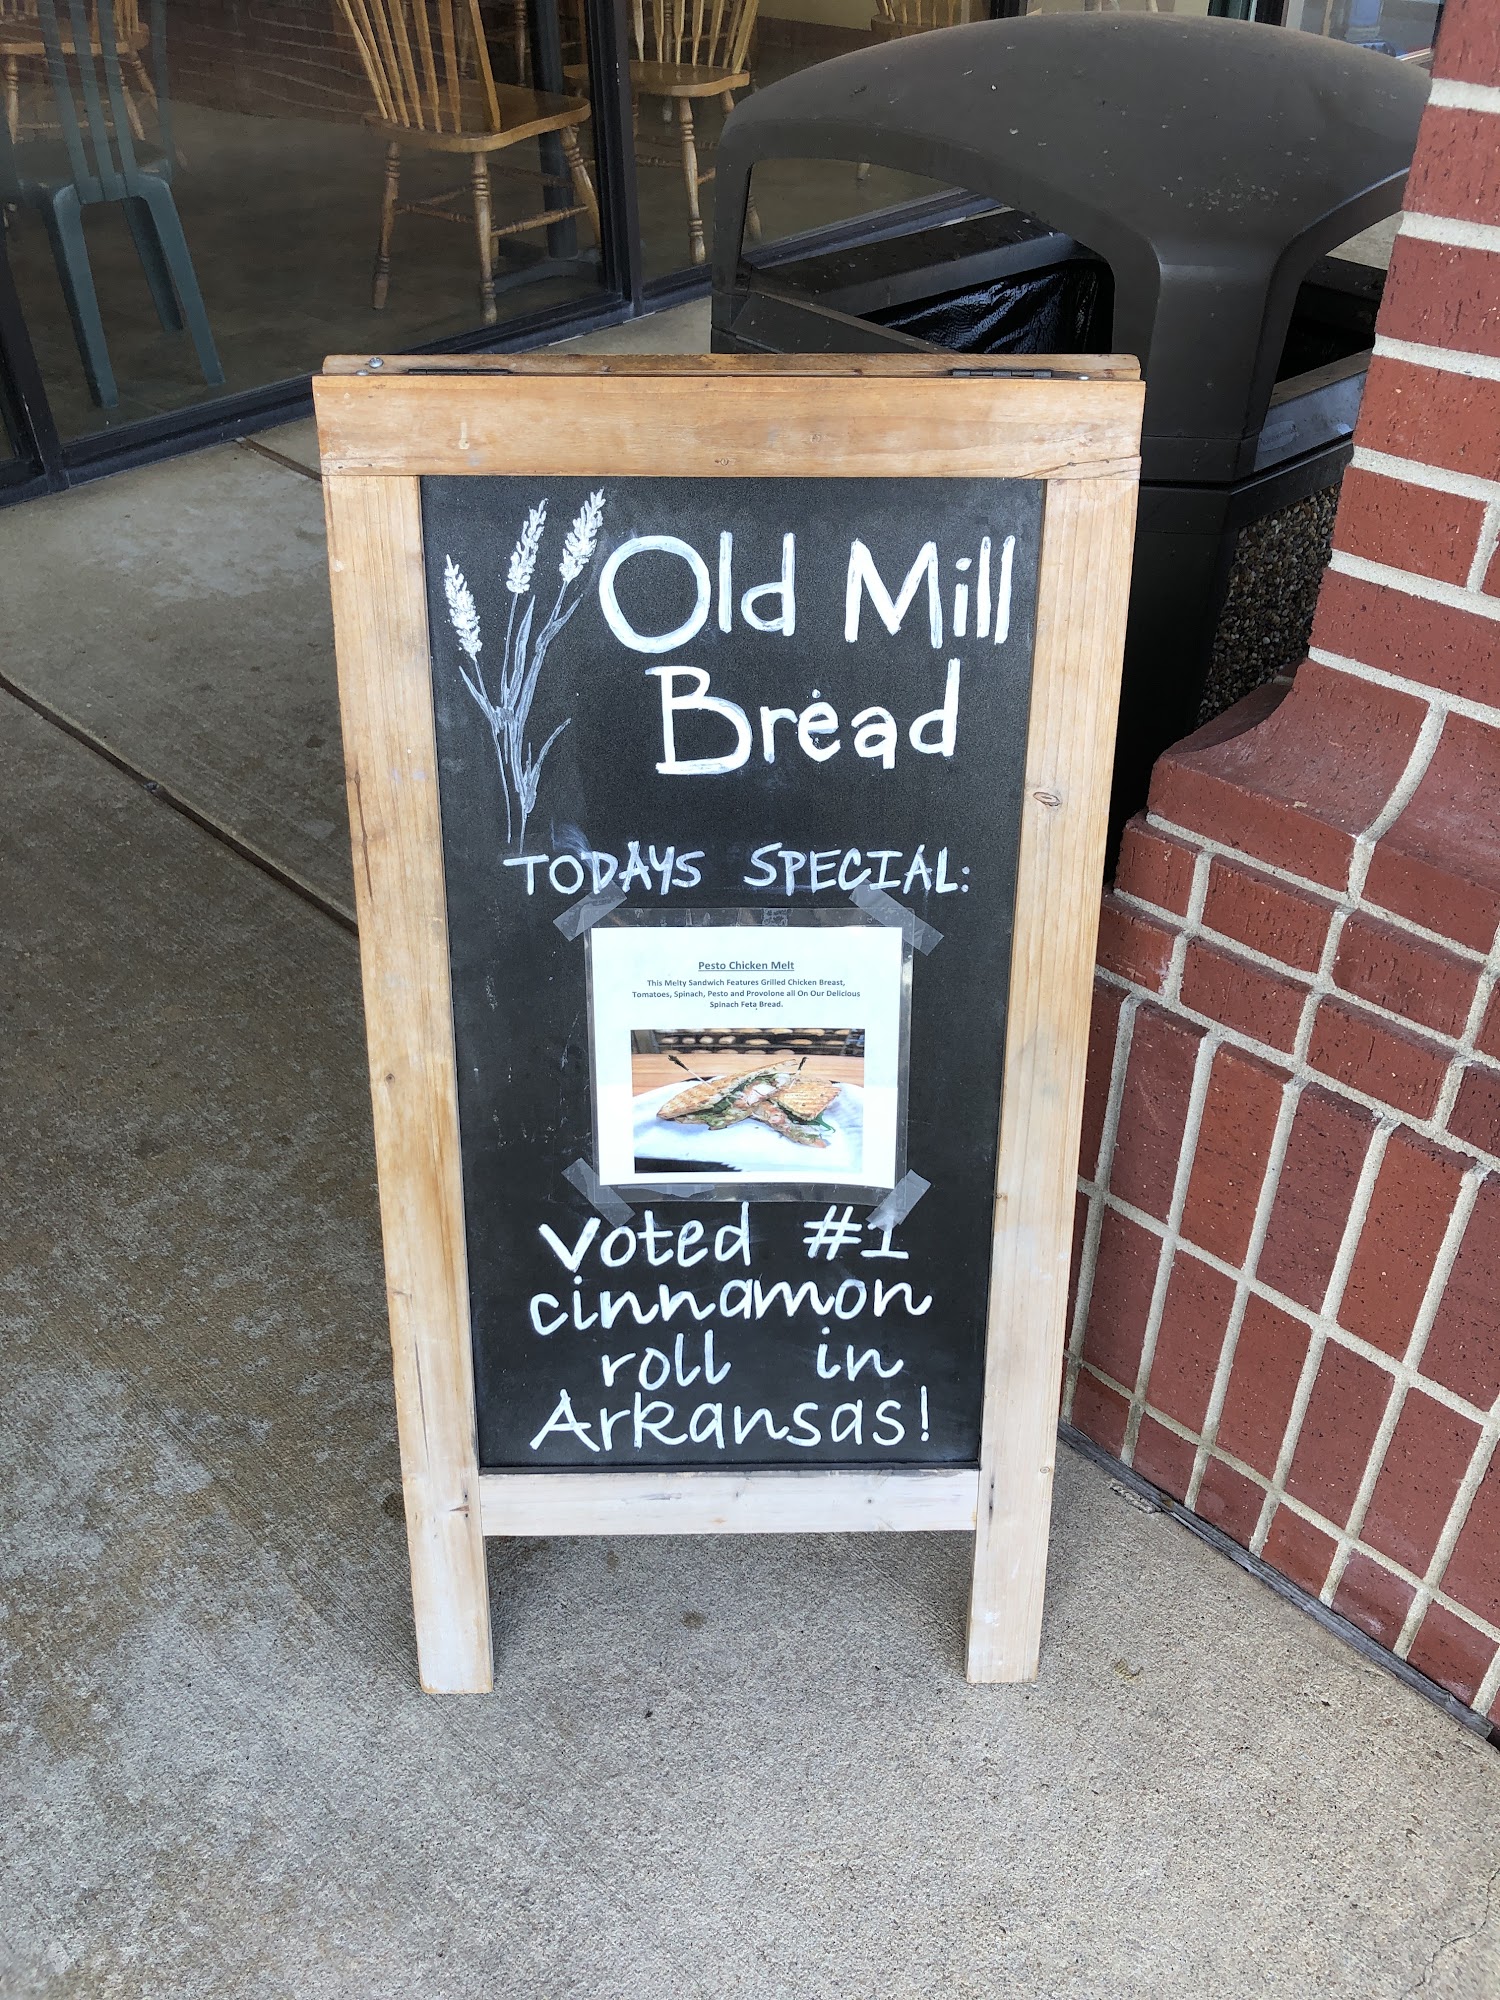 Old Mill
Bread
TODAYS SPECIAL:
Pesto Chicken Melt
This Melty Sandwich Features Grilled Chicken Breast,
Tomatoes, Spinach, Pesto and Provolone all On Our Delicious
Spinach Feta Bread.
Voted #1
cinnamon
roll in
Arkansas!